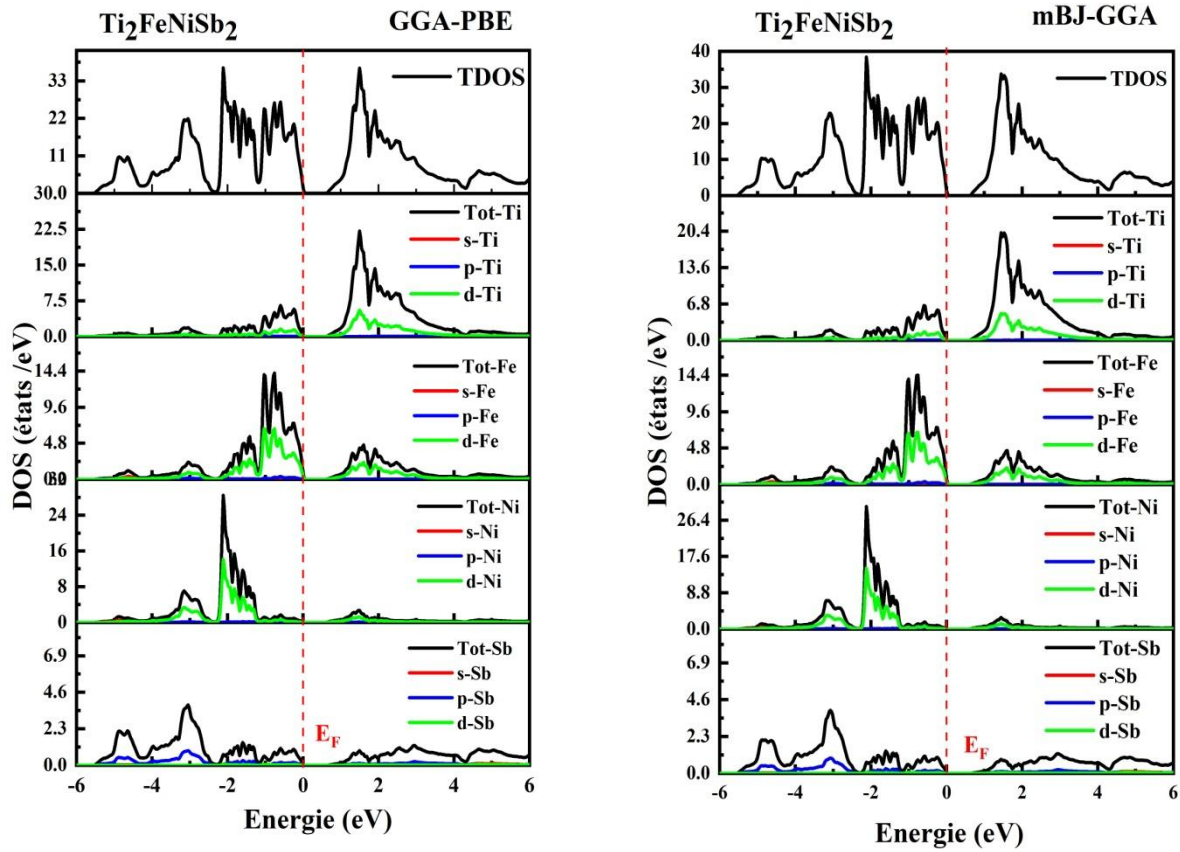 Ti2FeNiSb2 GGA-PBE
TDOS
33
22
11
30.0
Tot-Ti
s-Ti
p-Ti
d-Ti
22.5
15.0
7.5
0.0
Tot-Fe
s-Fe
p-Fe
d-Fe
14.4
9.6
4.8
Tot-Ni
s-Ni
p-Ni
d-Ni
24
16
8
0
Tot-Sb
s-Sb
p-Sb
d-Sb
6.9
4.6
2.3
0.0
EF
-6 -4 -2 0 2 4 6
Energie (eV)
DOS (états /eV)
Ti2FeNiSb2 mBJ-GGA
TDOS
40
30
20
10
0
Tot-Ti
s-Ti
p-Ti
d-Ti
20.4
13.6
6.8
0.0
Tot-Fe
s-Fe
p-Fe
d-Fe
14.4
9.6
4.8
0.0
Tot-Ni
s-Ni
p-Ni
d-Ni
26.4
17.6
8.8
0.0
Tot-Sb
s-Sb
p-Sb
d-Sb
6.9
4.6
2.3
0.0
EF
-6 -4 -2 0 2 4 6
Energie (eV)
DOS (états /eV)